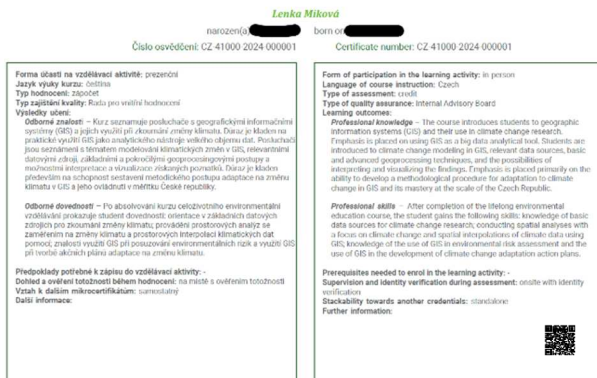 Lenka Miková
narozen(a)
born on
Číslo osvědčení: CZ 41000 2024 000001
Certificate number: CZ 41000 2024 000001
Forma účasti na vzdělávací aktivitě: prezenční
Jazyk výuky kurzu: čeština
Typ hodnocení: zápočet
Typ zajištění kvality: Rada pro vnitřní hodnocení
Výsledky učení:
Odborné znalosti – Kurz seznamuje posluchače s geografickými informačními
systémy (GIS) a jejich využití při zkoumání změny klimatu. Důraz je kladen na
praktické využití GIS jako analytického nástroje velkého objemu dat. Posluchači
jsou seznámeni s tématem modelování klimatických změn v GIS, relevantními
datovými zdroji, základními a pokročilými geoprocessingovými postupy a
možnostmi interpretace a vizualizace získaných poznatků. Důraz je kladen
především na schopnost sestavení metodického postupu adaptace na změnu
klimatu v GIS a jeho ovládnutí v měřítku České republiky.
Odborné dovednosti – Po absolvování kurzu celoživotního environmentální
vzdělávání prokazuje student dovednosti: orientace v základních datových
zdrojích pro zkoumání změny klimatu; provádění prostorových analýz se
zaměřením na změny klimatu a prostorových interpolací klimatických dat
pomocí; znalosti využití GIS při posuzování environmentálních rizik a využití GIS
při tvorbě akčních plánů adaptace na změnu klimatu.
Předpoklady potřebné k zápisu do vzdělávací aktivity: -
Dohled a ověření totožnosti během hodnocení: na místě s ověřením totožnosti
Vztah k dalším mikrocertifikátům: samostatný
Další informace:
Form of participation in the learning activity: in person
Language of course instruction: Czech
Type of assessment: credit
Type of quality assurance: Internal Advisory Board
Learning outcomes:
Professional knowledge – The course introduces students to geographic
information systems (GIS) and their use in climate change research.
Emphasis is placed on using GIS as a big data analytical tool. Students
are introduced to climate change modeling in GIS, relevant data sources, basic
and advanced geoprocessing techniques, and the possibilities of
interpreting and visualizing the findings. Emphasis is placed primarily on the
ability to develop a methodological procedure for adaptation to climate
change in GIS and its mastery at the scale of the Czech Republic.
Professional skills – After completion of the lifelong environmental
education course, the student gains the following skills: knowledge of basic
data sources for climate change research; conducting spatial analyses with
a focus on climate change and spatial interpolations of climate data using
GIS; knowledge of the use of GIS in environmental risk assessment and the
use of GIS in the development of climate change adaptation action plans.
Prerequisites needed to enrol in the learning activity: -
Supervision and identity verification during assessment: onsite with identity
verification
Stackability towards another credentials: standalone
Further information: